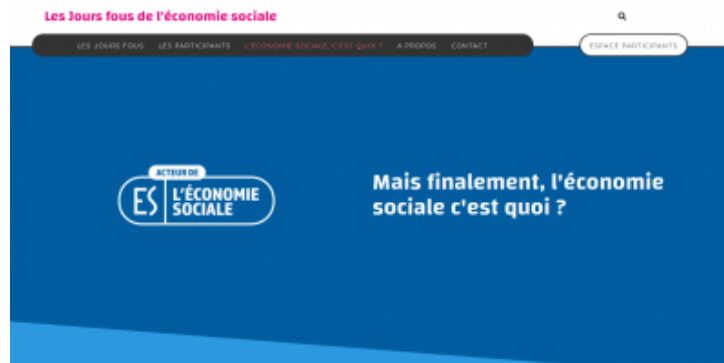 Les Jours fous de l'économie sociale
LES JOURS FOUS LES PARTICIPANTS L'ÉCONOMIE SOCIALE, C'EST QUOI ? A PROPOS CONTACT
ESPACE PARTICIPANTS
ACTEUR DE
ES L'ÉCONOMIE
SOCIALE
Mais finalement, l'économie
sociale c'est quoi ?